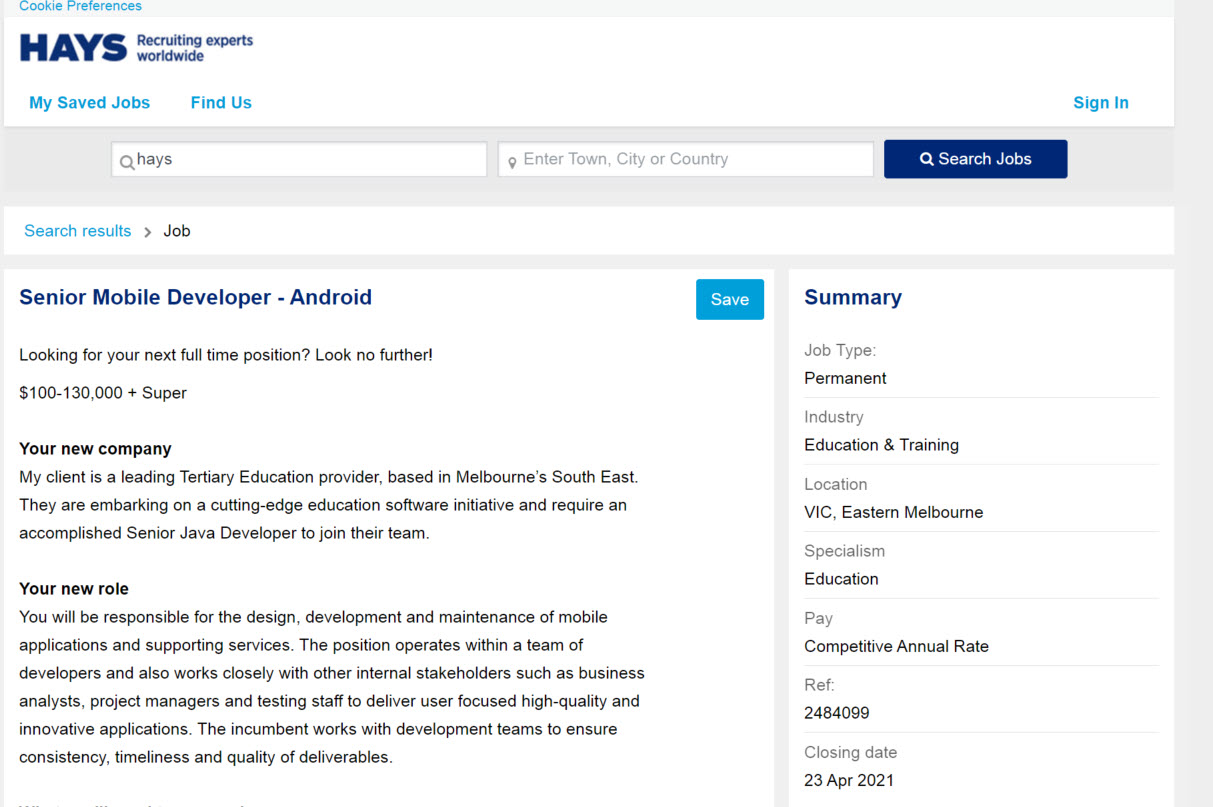 Cookie Preferences
HAYS Recruiting experts
worldwide
My Saved Jobs Find Us Sign In
hays Enter Town, City or Country Search Jobs
Search results > Job
Senior Mobile Developer - Android Save
Looking for your next full time position? Look no further!
$100-130,000 + Super
Your new company
My client is a leading Tertiary Education provider, based in Melbourne’s South East.
They are embarking on a cutting-edge education software initiative and require an
accomplished Senior Java Developer to join their team.
Your new role
You will be responsible for the design, development and maintenance of mobile
applications and supporting services. The position operates within a team of
developers and also works closely with other internal stakeholders such as business
analysts, project managers and testing staff to deliver user focused high-quality and
innovative applications. The incumbent works with development teams to ensure
consistency, timeliness and quality of deliverables.
Summary
Job Type:
Permanent
Industry
Education & Training
Location
VIC, Eastern Melbourne
Specialism
Education
Pay
Competitive Annual Rate
Ref:
2484099
Closing date
23 Apr 2021